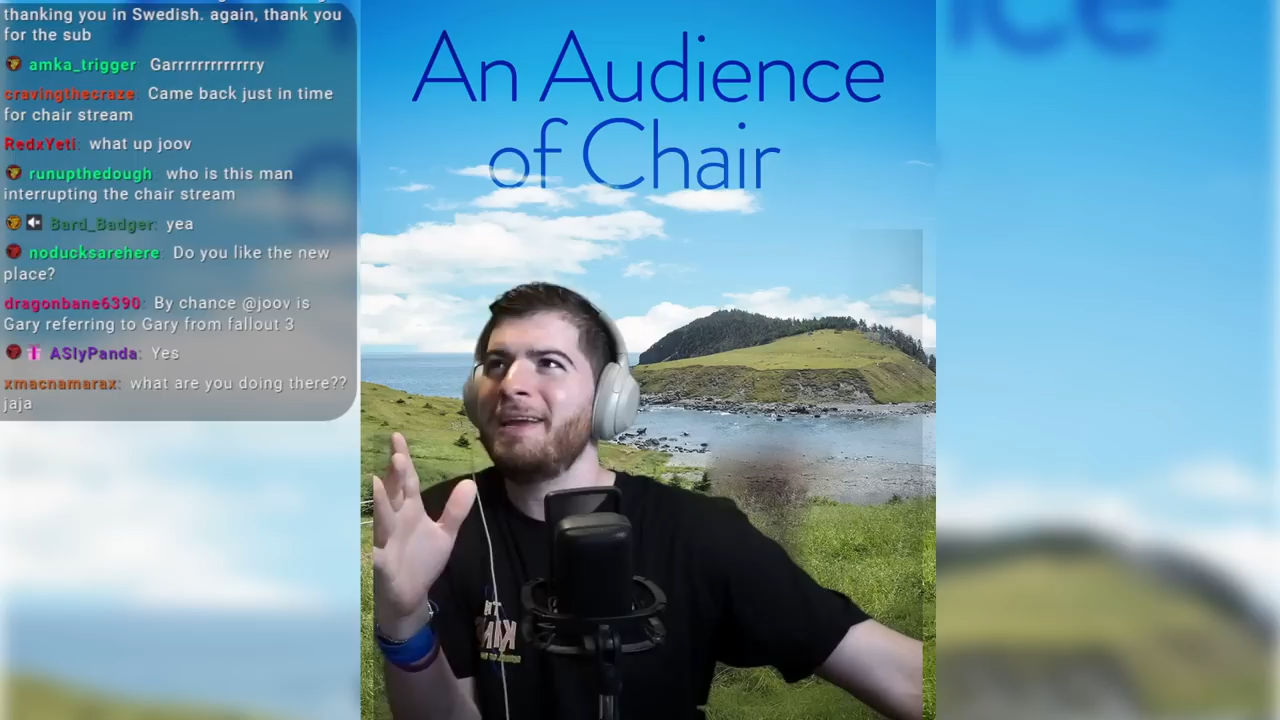 thanking you in Swedish. again, thank you
for the sub
amka_trigger: Garrrrrrrrrrrrry
cravingthecraze: Came back just in time
for chair stream
RedxYeti: what up joov
runupthedough: who is this man
interrupting the chair stream
Bard_Badger: yea
noducksarehere: Do you like the new
place?
dragonbane6390: By chance @joov is
Gary referring to Gary from fallout 3
ASlyPanda: Yes
xmacnamarax: what are you doing there??
jaja
An Audience
of Chair